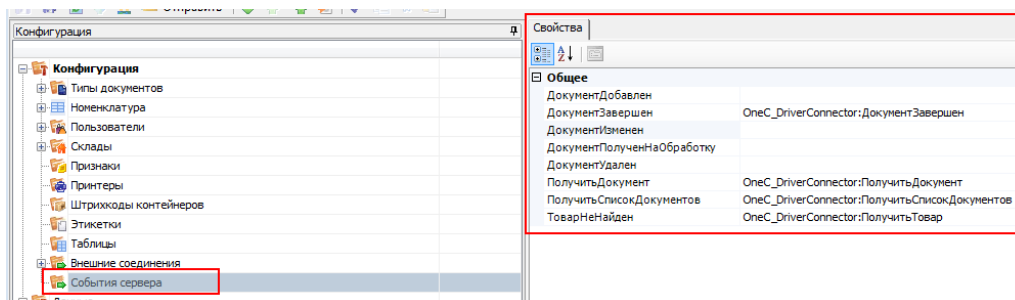 Отправить
Конфигурация
Конфигурация
Типы документов
Номенклатура
Пользователи
Склады
Признаки
Принтеры
Штрихкоды контейнеров
Этикетки
Таблицы
Внешние соединения
События сервера
Свойства
Общее
ДокументДобавлен
ДокументЗавершен OneC_DriverConnector:ДокументЗавершен
ДокументИзменен
ДокументПолученНаОбработку
ДокументУдален
ПолучитьДокумент OneC_DriverConnector:ПолучитьДокумент
ПолучитьСписокДокументов OneC_DriverConnector:ПолучитьСписокДокументов
ТоварНеНайден OneC_DriverConnector:ПолучитьТовар